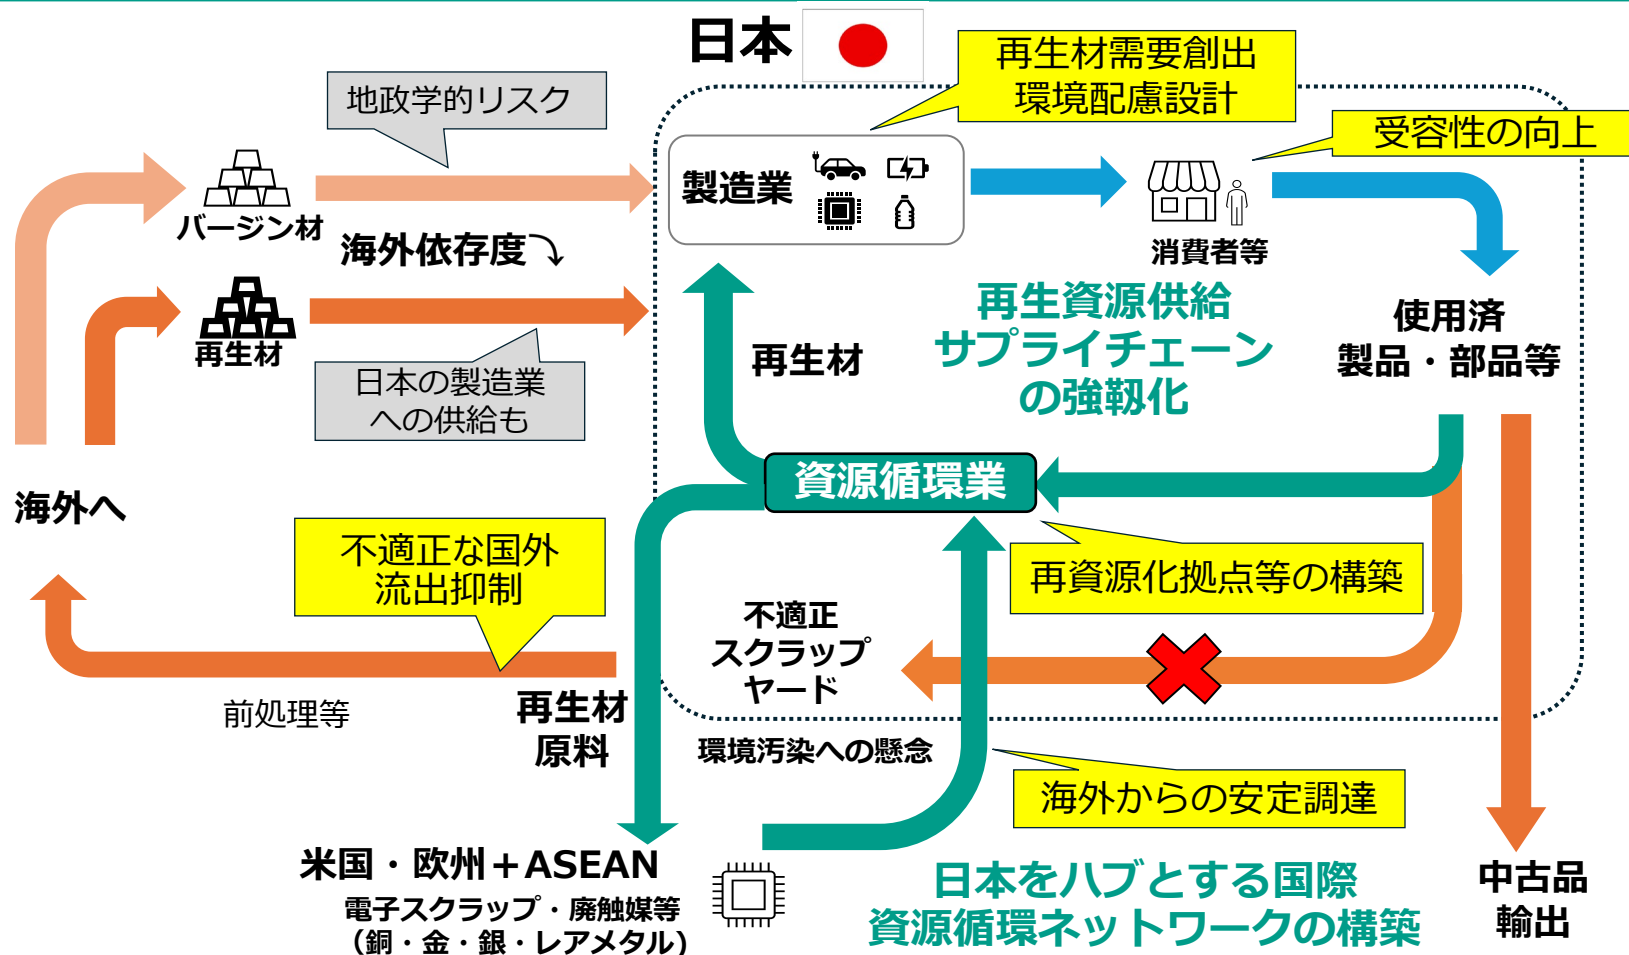 日本
再生材需要創出
環境配慮設計
地政学的リスク
受容性の向上
製造業
バージン材
海外依存度
消費者等
再生材
日本の製造業
への供給も
再生材
再生資源供給
サプライチェーン
の強靱化
使用済
製品・部品等
資源循環業
海外へ
不適正な国外
流出抑制
再資源化拠点等の構築
不適正
スクラップ
ヤード
前処理等
再生材
原料
環境汚染への懸念
海外からの安定調達
米国・欧州+ASEAN
電子スクラップ・廃触媒等
(銅・金・銀・レアメタル)
日本をハブとする国際
資源循環ネットワークの構築
中古品
輸出